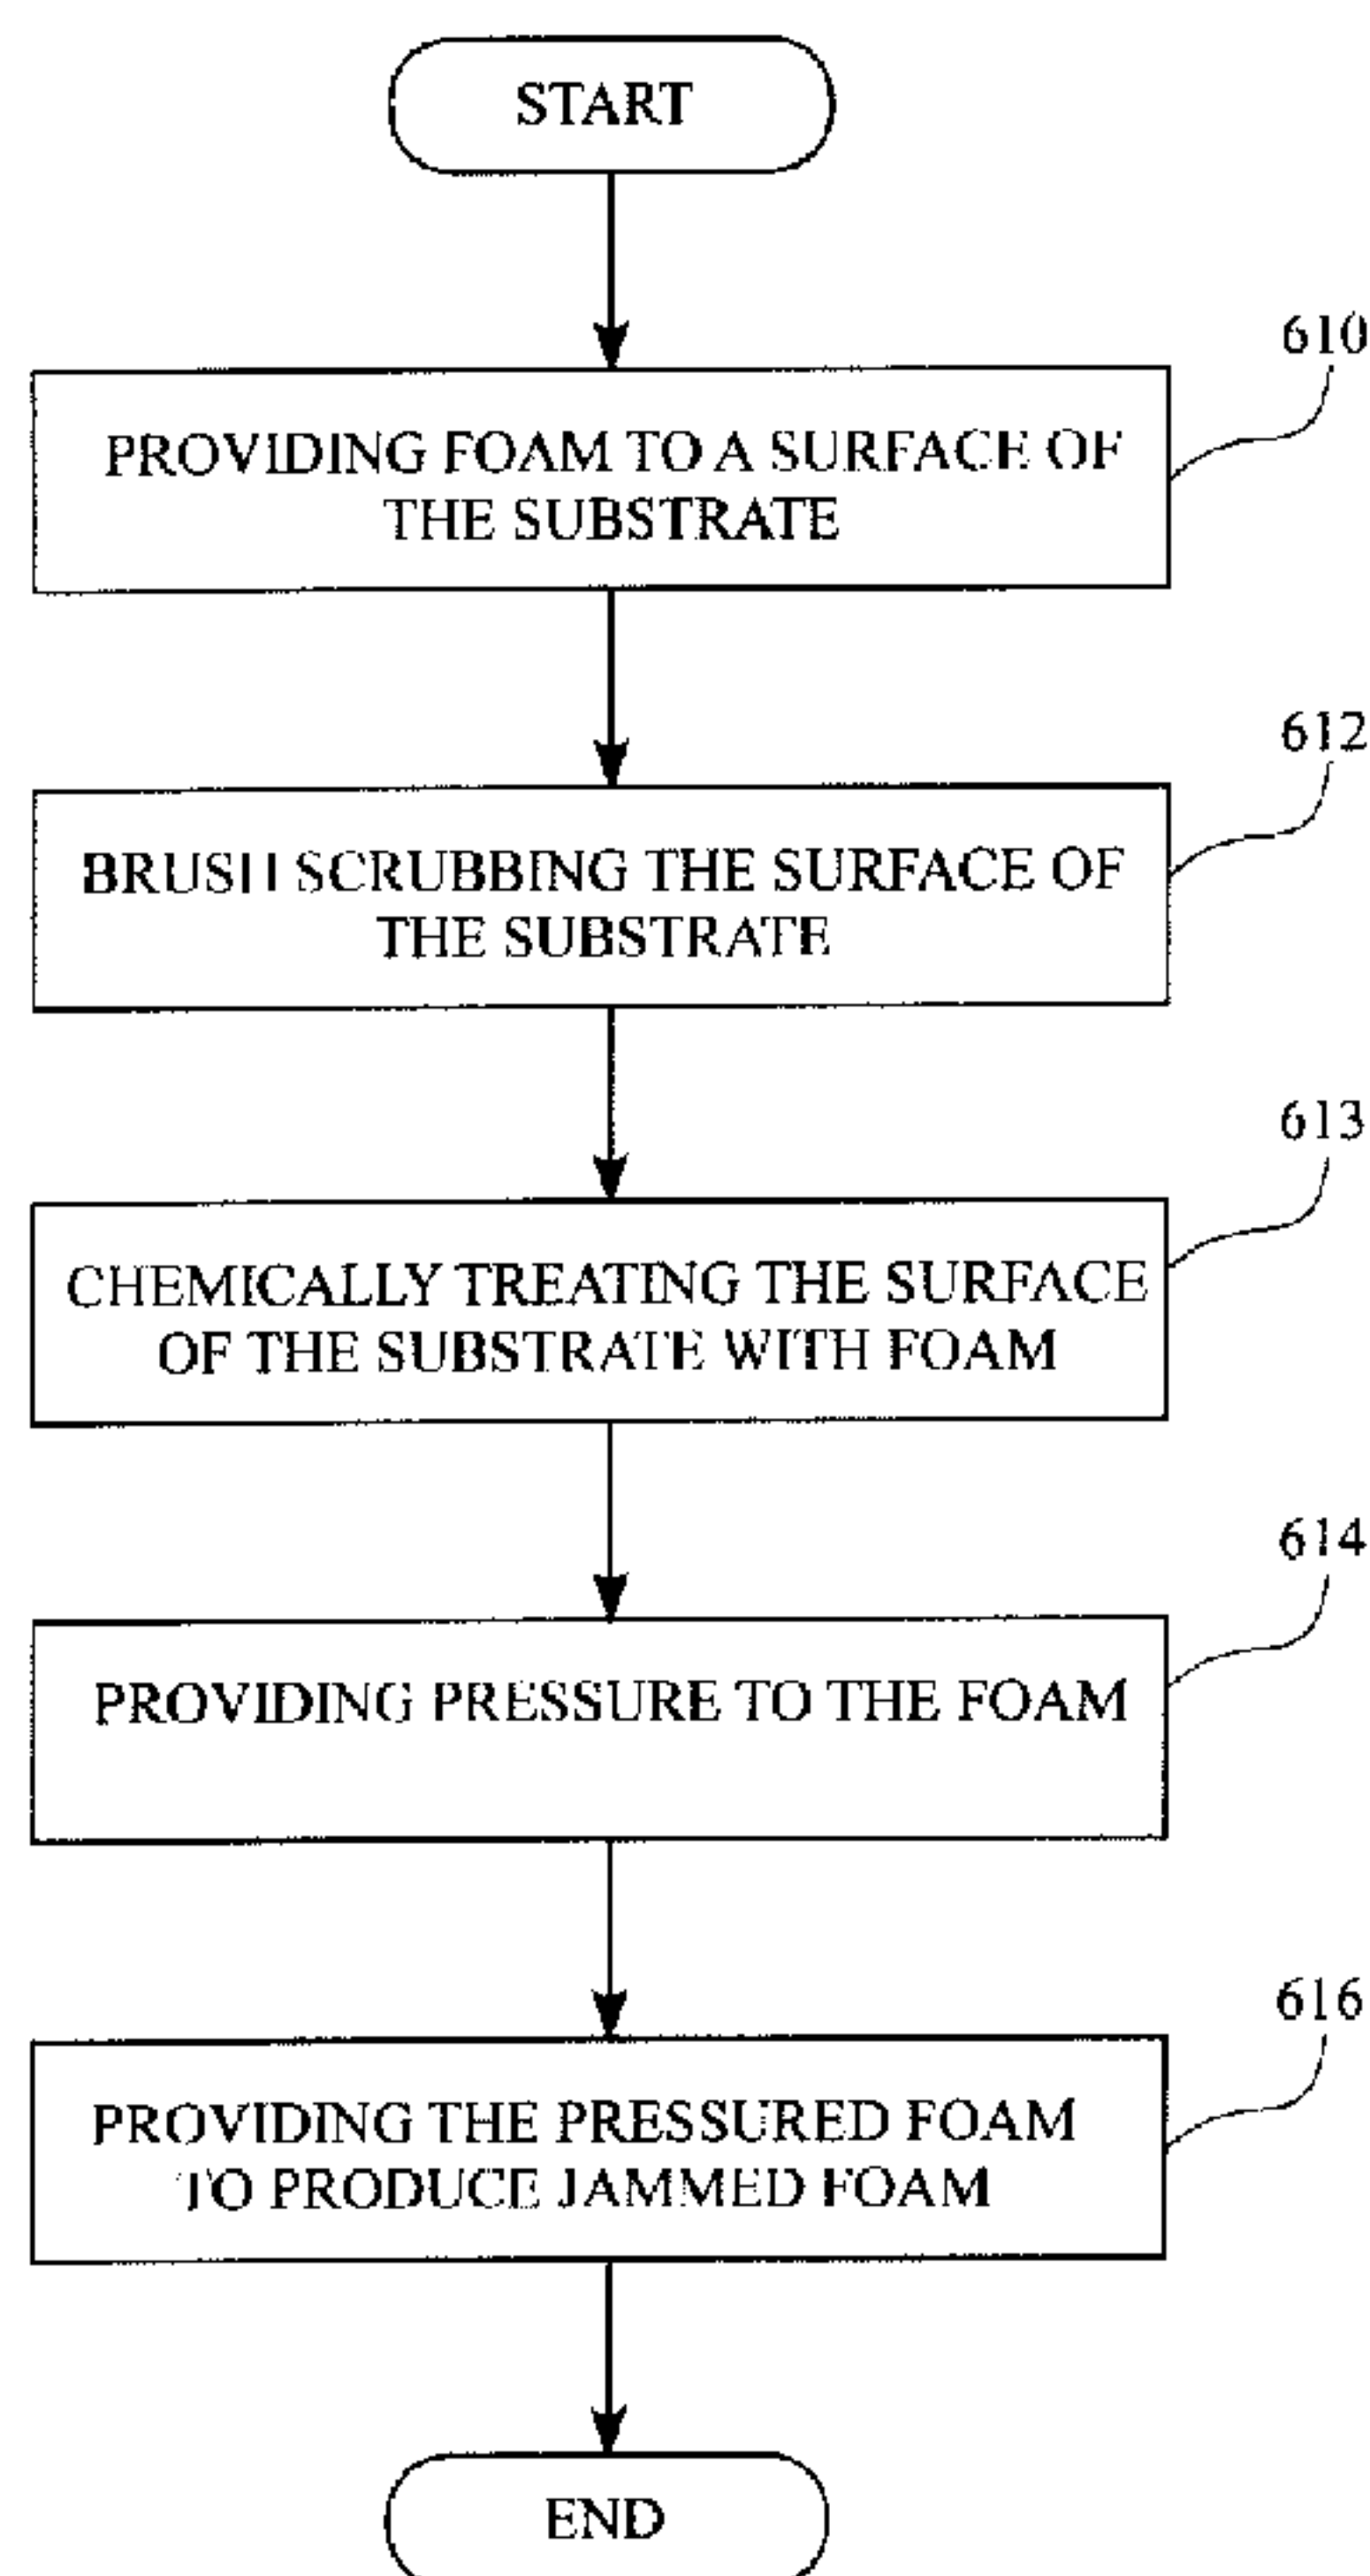 START
610
PROVIDING FOAM TO A SURFACE OF
THE SUBSTRATE
612
BRUSH SCRUBBING THE SURFACE OF
THE SUBSTRATE
613
CHEMICALLY TREATING THE SURFACE
OF THE SUBSTRATE WITH FOAM
614
PROVIDING PRESSURE TO THE FOAM
616
PROVIDING THE PRESSURED FOAM
TO PRODUCE JAMMED FOAM
END